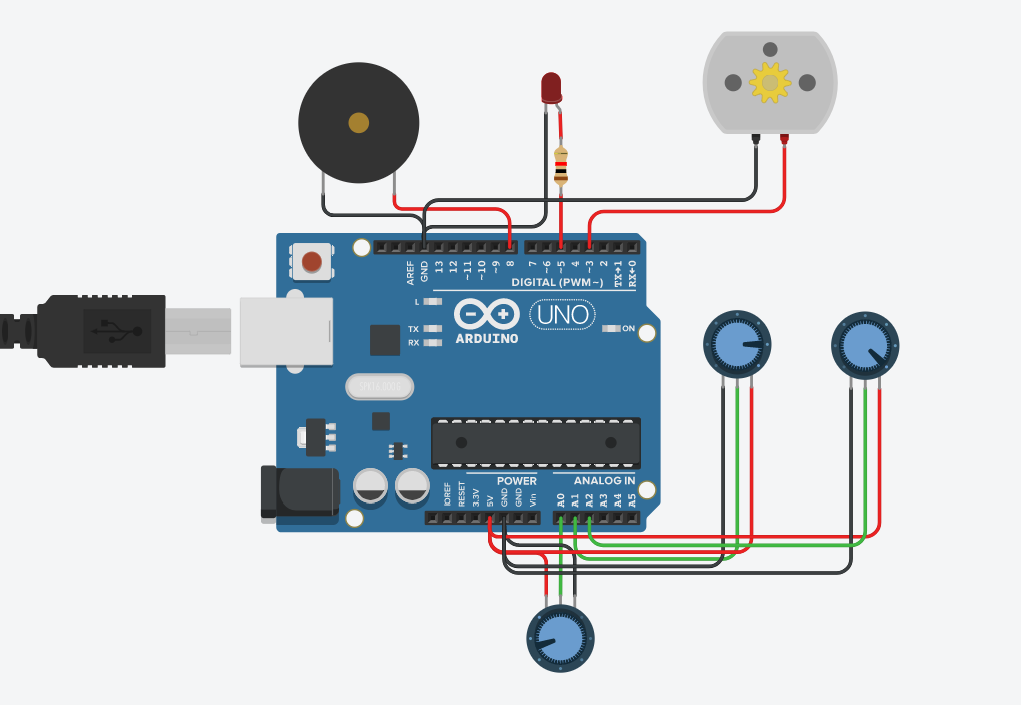 AREF
GND
13
12
~11
~10
~9
8
7
~6
~5
4
~3
2
TX→1
RX←0
DIGITAL (PWM~)
L
TX
RX
ARDUINO
UNO
ON
POWER
ANALOG IN
IOREF
RESET
3.3V
5V
GND
GND
Vin
A0
A1
A2
A3
A4
A5